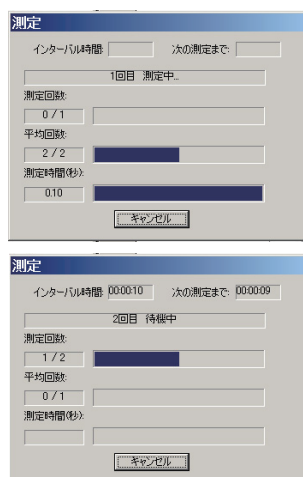 測定
インターバル時間: 次の測定まで:
1回目 測定中..
測定回数:
0 / 1
平均回数:
2 / 2
測定時間(秒):
0.10
キャンセル
測定
インターバル時間: 00:00:10 次の測定まで: 00:00:09
2回目 待機中
測定回数:
1 / 2
平均回数:
0 / 1
測定時間(秒):
キャンセル